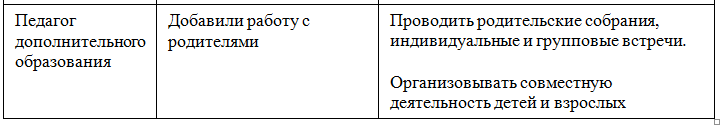 Педагог
дополнительного
образования
Добавили работу с
родителями
Проводить родительские собрания,
индивидуальные и групповые встречи.
Организовывать совместную
деятельность детей и взрослых